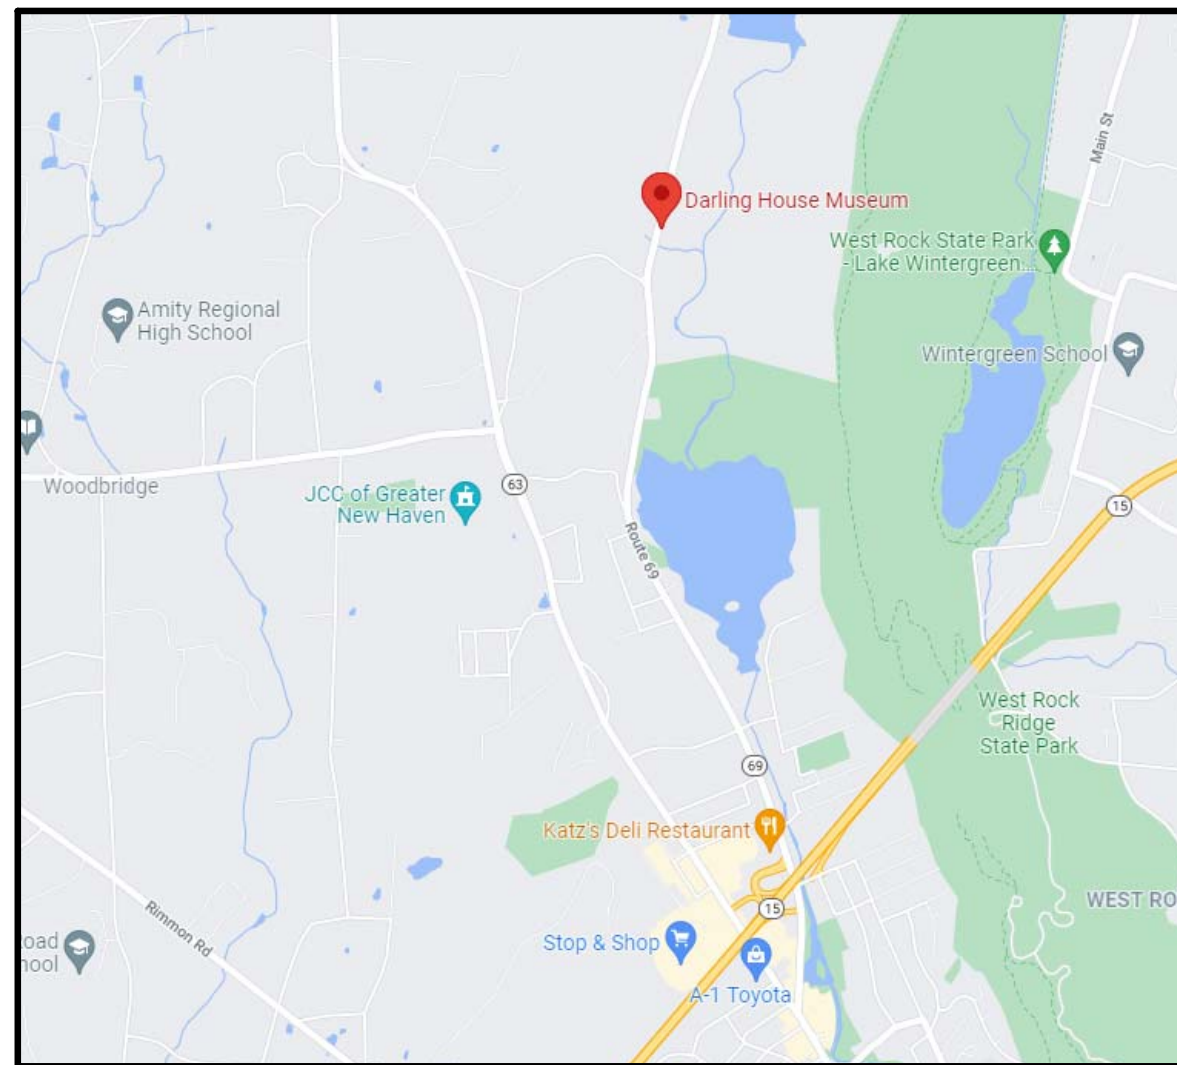 Main St
Darling House Museum
West Rock State Park
- Lake Wintergreen...
Amity Regional
High School
Wintergreen School
Woodbridge
JCC of Greater
New Haven
63
15
Route 69
West Rock
Ridge
State Park
69
Katz's Deli Restaurant
WEST RO
15
Rimmon Rd
Stop & Shop
oad
hool
A-1 Toyota